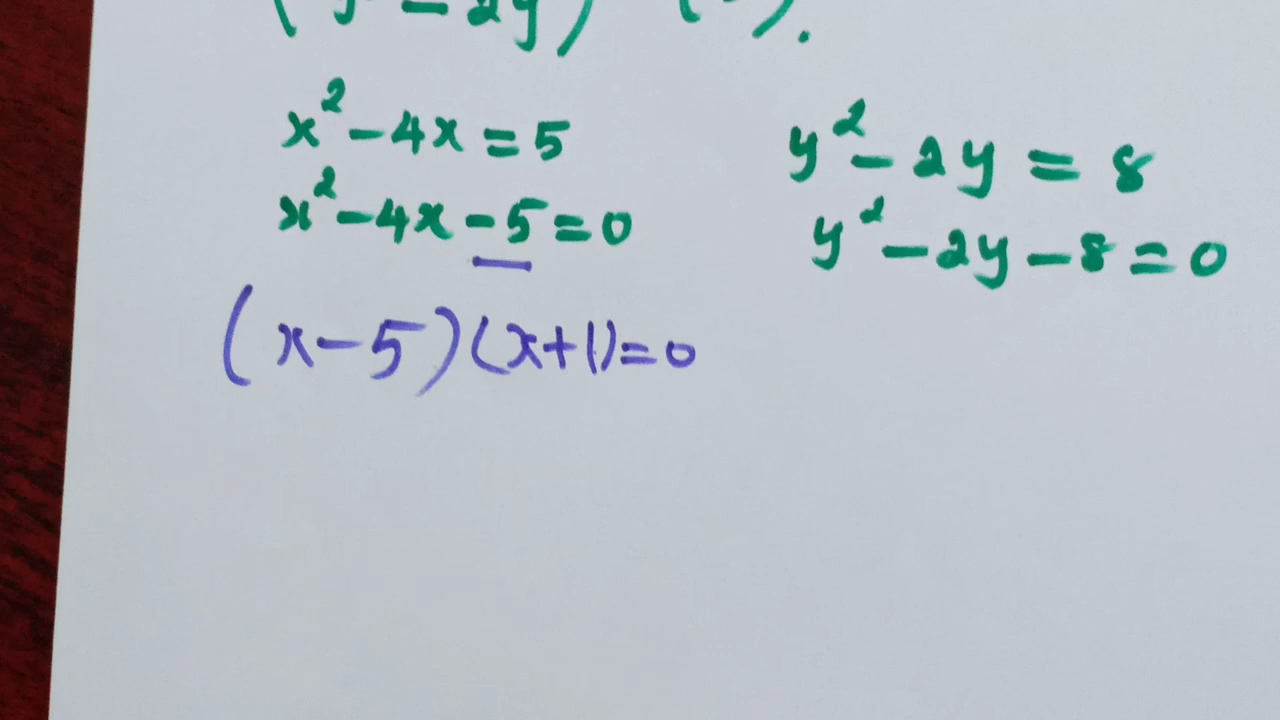 x² - 4x = 5
x² - 4x - 5 = 0
(x - 5)(x + 1) = 0
y² - 2y = 8
y² - 2y - 8 = 0